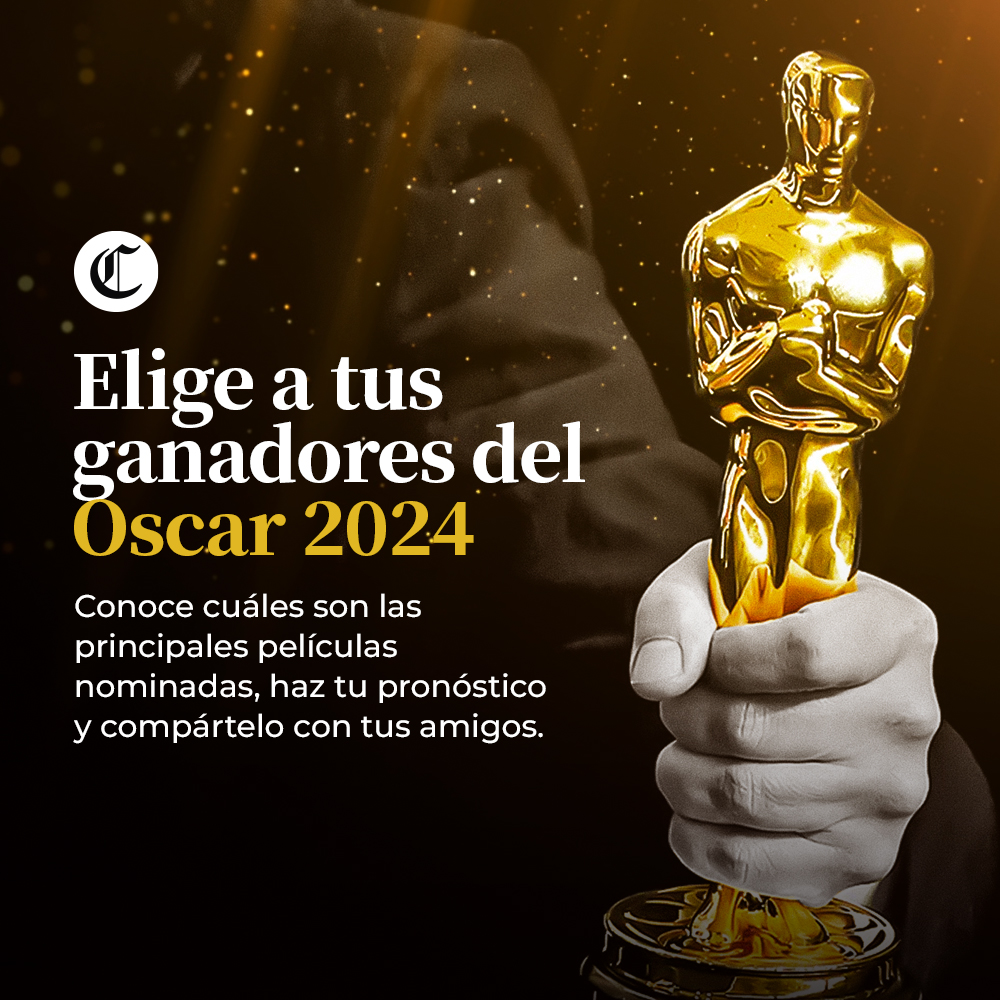 C
Elige a tus
ganadores del
Oscar 2024
Conoce cuáles son las
principales películas
nominadas, haz tu pronóstico
y compártelo con tus amigos.